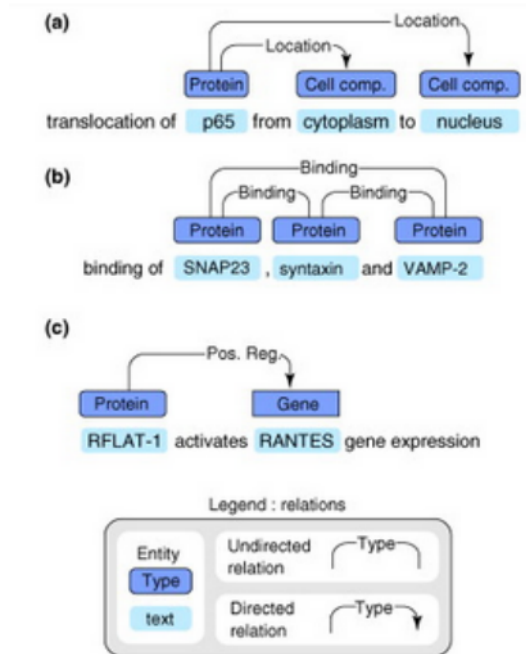 (a)
Location
Location
Protein Cell comp. Cell comp.
translocation of p65 from cytoplasm to nucleus
(b)
Binding
Binding Binding
Protein Protein Protein
binding of SNAP23 , syntaxin and VAMP-2
(c)
Pos. Reg.
Protein Gene
RFLAT-1 activates RANTES gene expression
Legend : relations
Entity
Type
text
Undirected
relation
Type
Directed
relation
Type